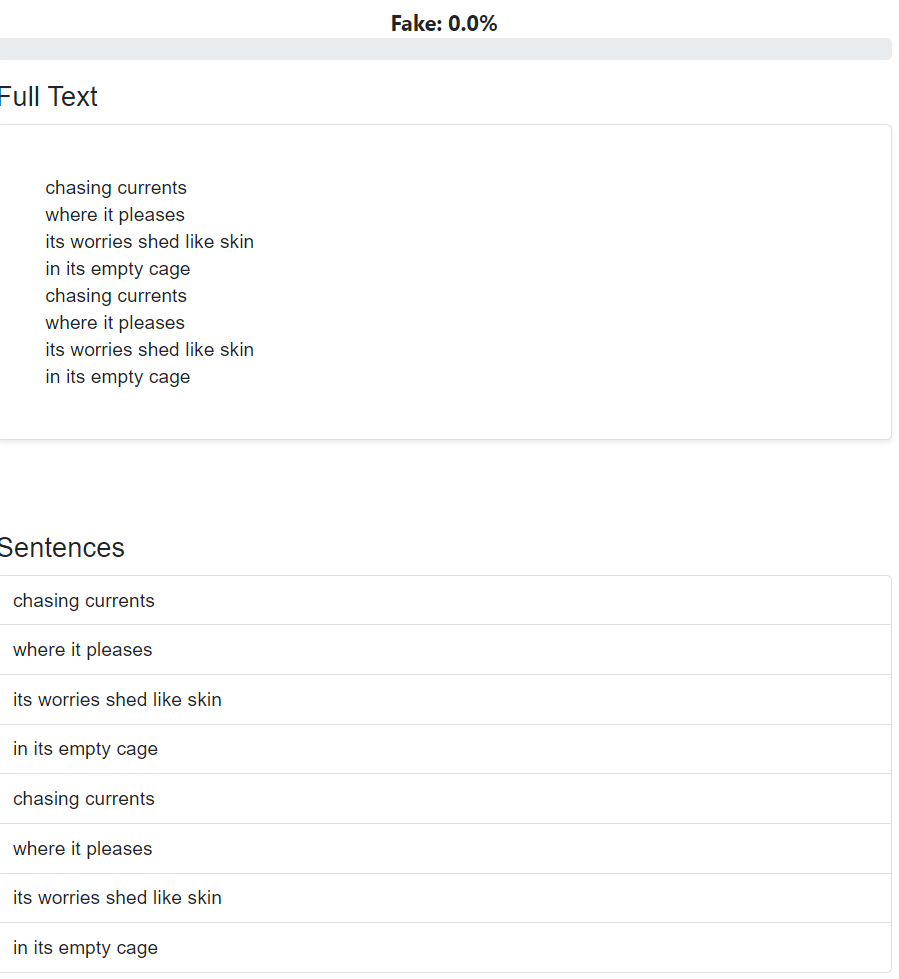 Fake: 0.0%
Full Text
chasing currents
where it pleases
its worries shed like skin
in its empty cage
chasing currents
where it pleases
its worries shed like skin
in its empty cage
Sentences
chasing currents
where it pleases
its worries shed like skin
in its empty cage
chasing currents
where it pleases
its worries shed like skin
in its empty cage